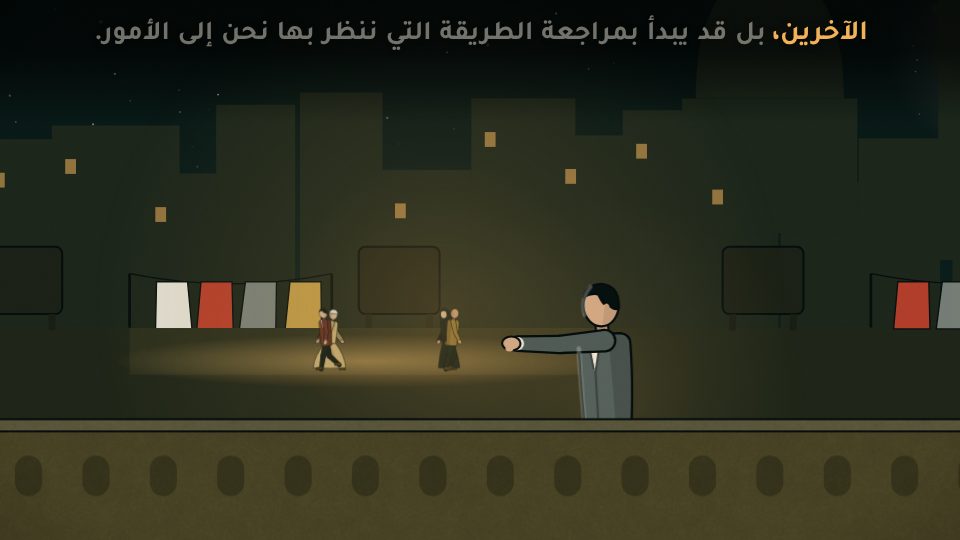 الآخرين، بل قد يبدأ بمراجعة الطريقة التي ننظر بها نحن إلى الأمور.